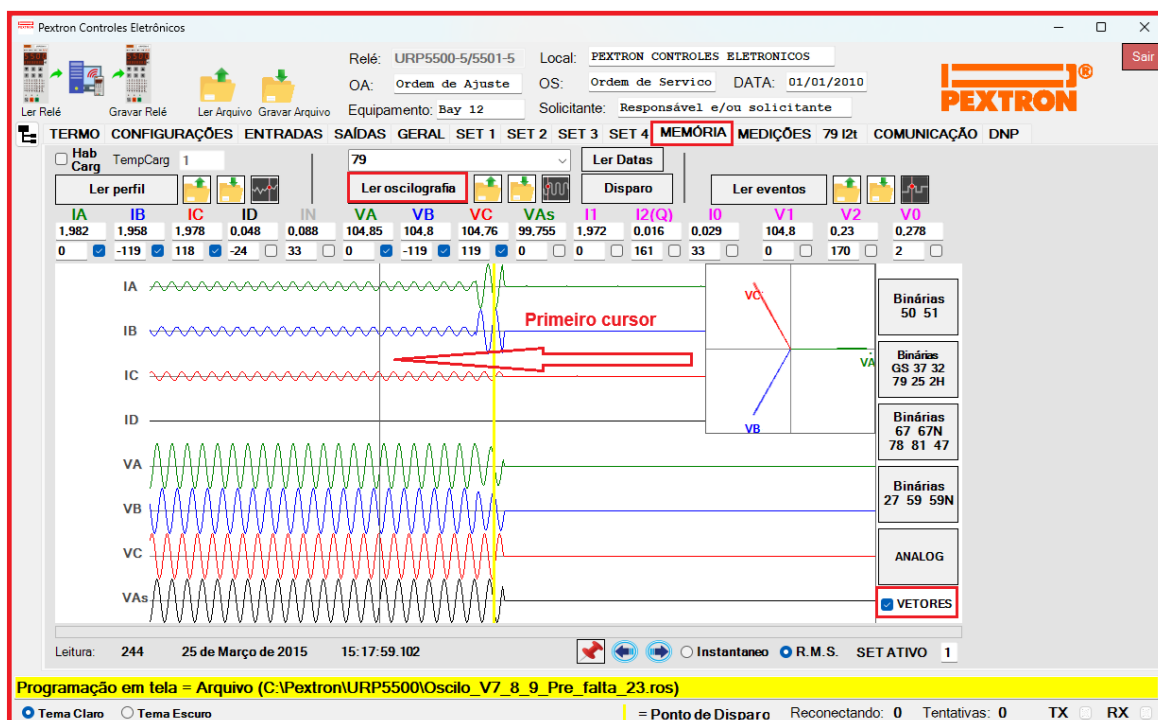 Pextron Controles Eletrônicos
Relé: URP5500-5/5501-5 Local: PEXTRON CONTROLES ELETRONICOS Sair
OA: Ordem de Ajuste OS: Ordem de Servico DATA: 01/01/2010
Equipamento: Bay 12 Solicitante: Responsável e/ou solicitante
PEXTRON®
Ler Relé Gravar Relé Ler Arquivo Gravar Arquivo
TERMO CONFIGURAÇÕES ENTRADAS SAÍDAS GERAL SET 1 SET 2 SET 3 SET 4 MEMÓRIA MEDIÇÕES 79 I2t COMUNICAÇÃO DNP
Hab Carg TempCarg 1 79 Ler Datas
Ler perfil Ler oscilografia Disparo Ler eventos
IA IB IC ID IN VA VB VC VAs I1 I2(Q) I0 V1 V2 V0
1,982 1,958 1,978 0,048 0,088 104,85 104,8 104,76 99,755 1,972 0,016 0,029 104,8 0,23 0,278
0 -119 118 -24 33 0 -119 119 0 0 161 33 0 170 2
IA
IB
IC
ID
VA
VB
VC
VAs
Primeiro cursor
VC
VA
VB
Binárias
50 51
Binárias
GS 37 32
79 25 2H
Binárias
67 67N
78 81 47
Binárias
27 59 59N
ANALOG
VETORES
Leitura: 244 25 de Março de 2015 15:17:59.102 Instantaneo R.M.S. SET ATIVO 1
Programação em tela = Arquivo (C:\Pextron\URP5500\Oscilo_V7_8_9_Pre_falta_23.ros)
Tema Claro Tema Escuro = Ponto de Disparo Reconectando: 0 Tentativas: 0 TX RX